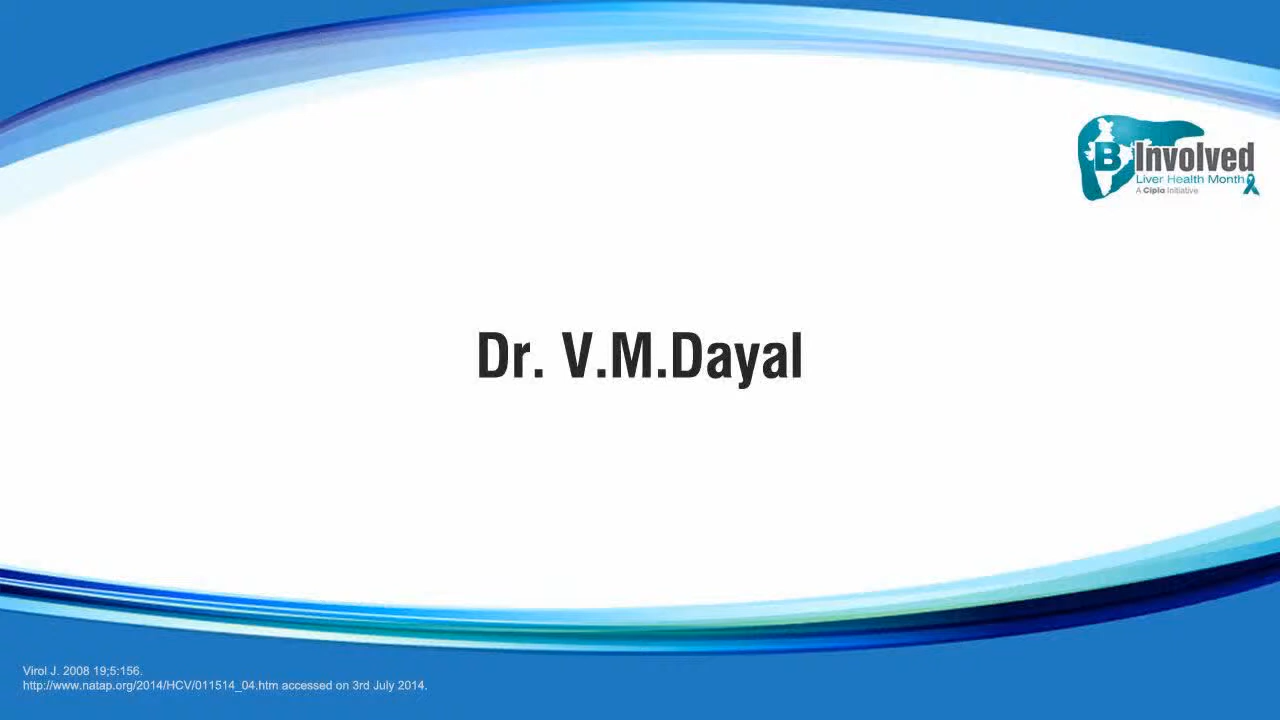 B Involved
Liver Health Month
A Cipla Initiative
Dr. V.M.Dayal
Virol J. 2008 19;5:156.
http://www.natap.org/2014/HCV/011514_04.htm accessed on 3rd July 2014.